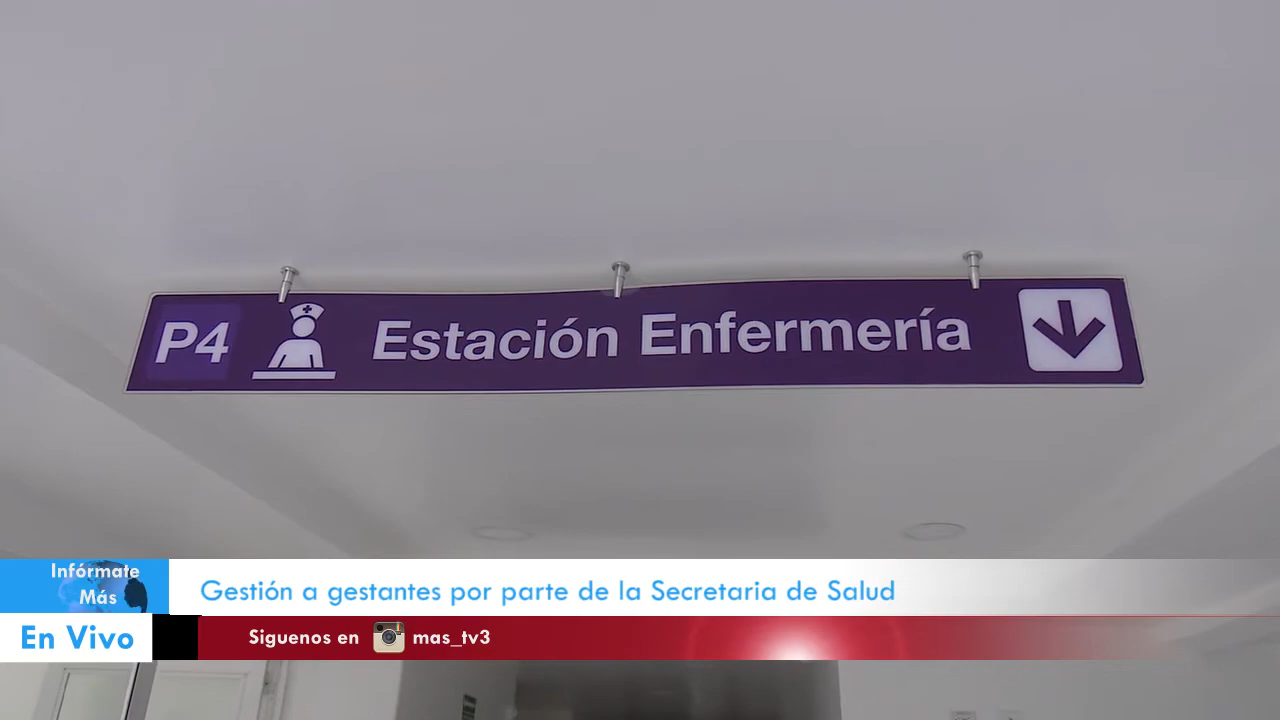 P4 Estación Enfermería
Infórmate
Más
Gestión a gestantes por parte de la Secretaria de Salud
En Vivo
Siguenos en mas_tv3